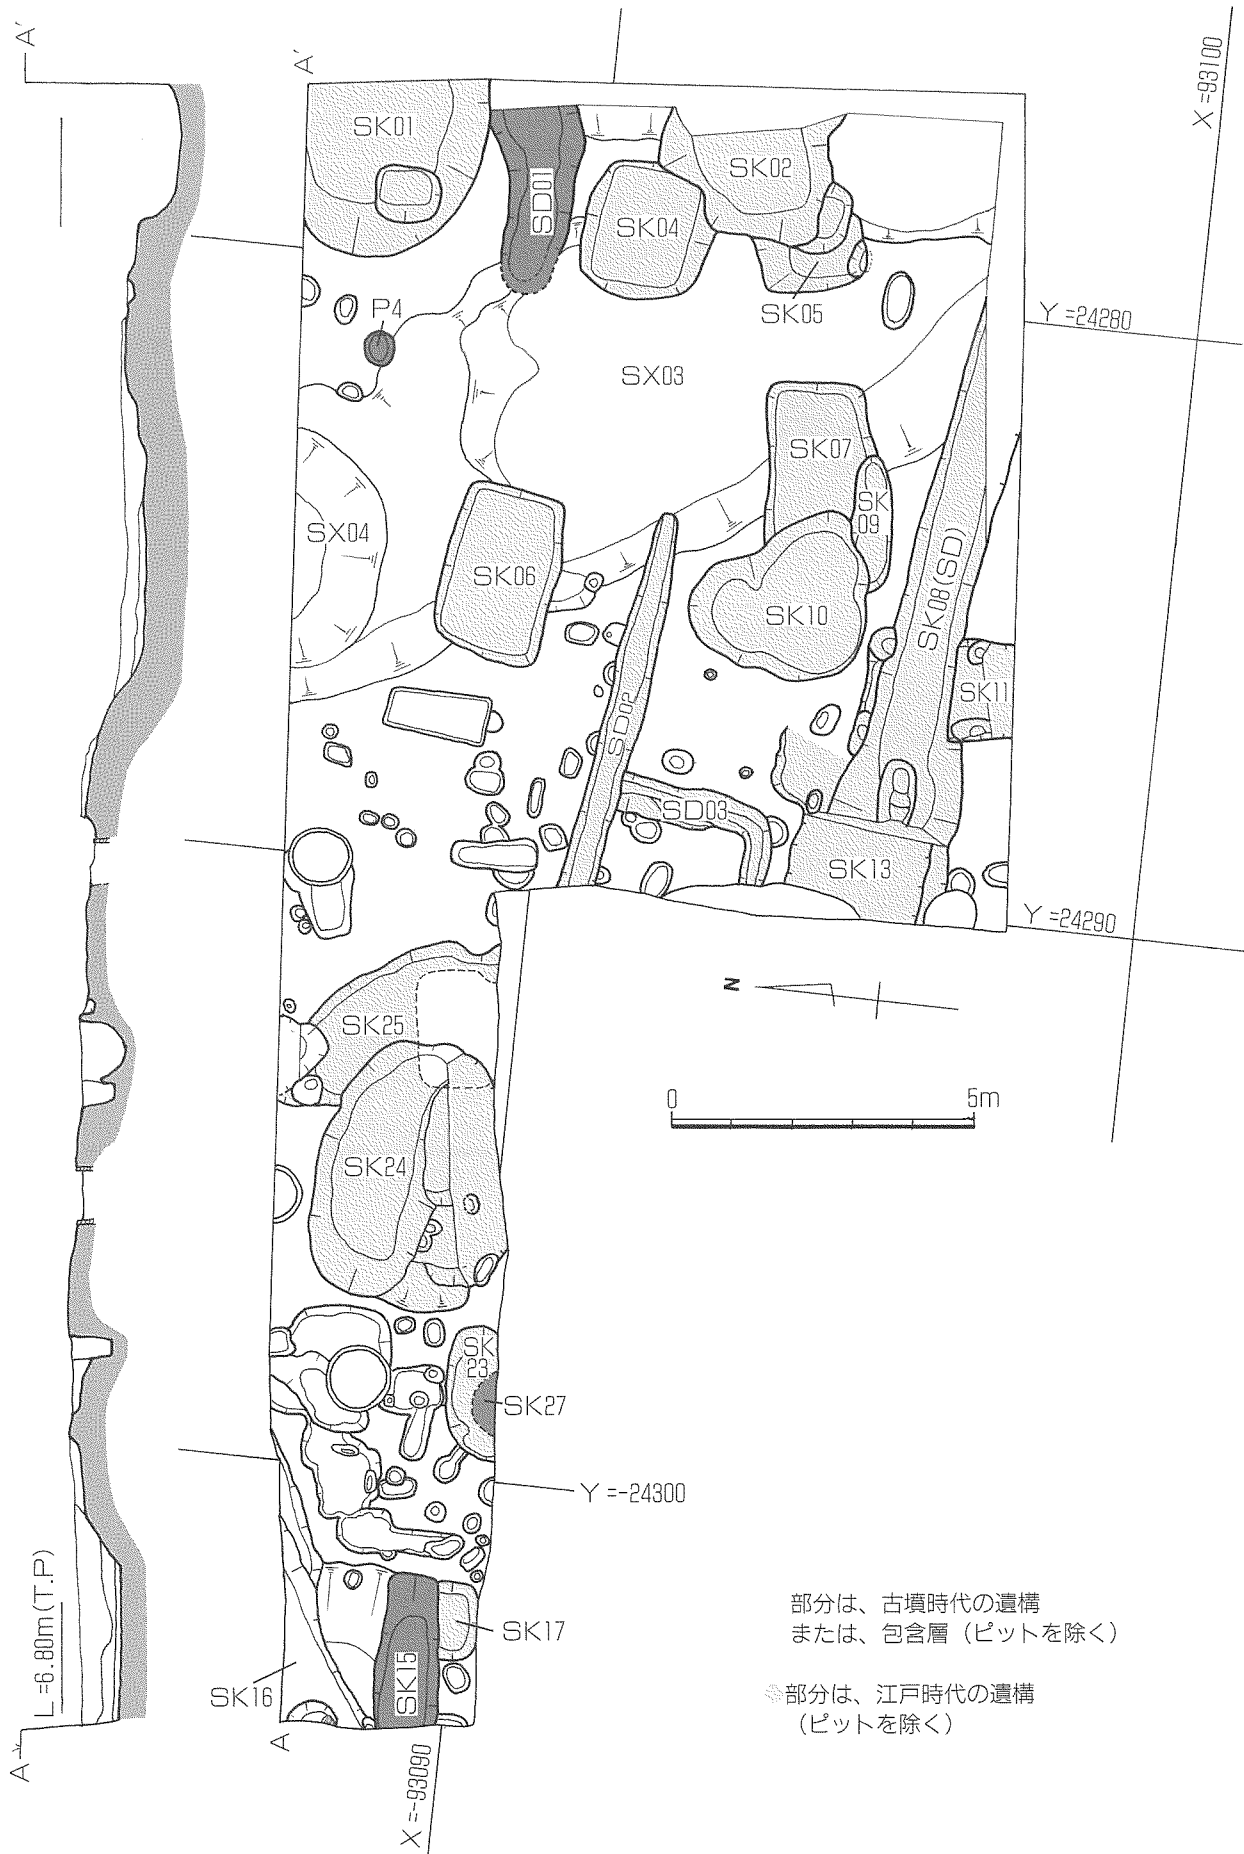 A'
A'
X =93100
SK01
SD01
SK02
SK04
SK05
P4
Y =24280
SX03
SK07
SK
09
SX04
SK06
SK10
SK08(SD)
SK11
SD02
SD03
SK13
Y =24290
N
SK25
0
5m
SK24
SK
23
SK27
Y =-24300
L=6.80m(T.P)
SK17
SK15
SK16
A
A
X =-93090
部分は、古墳時代の遺構
または、包含層（ピットを除く）
部分は、江戸時代の遺構
（ピットを除く）